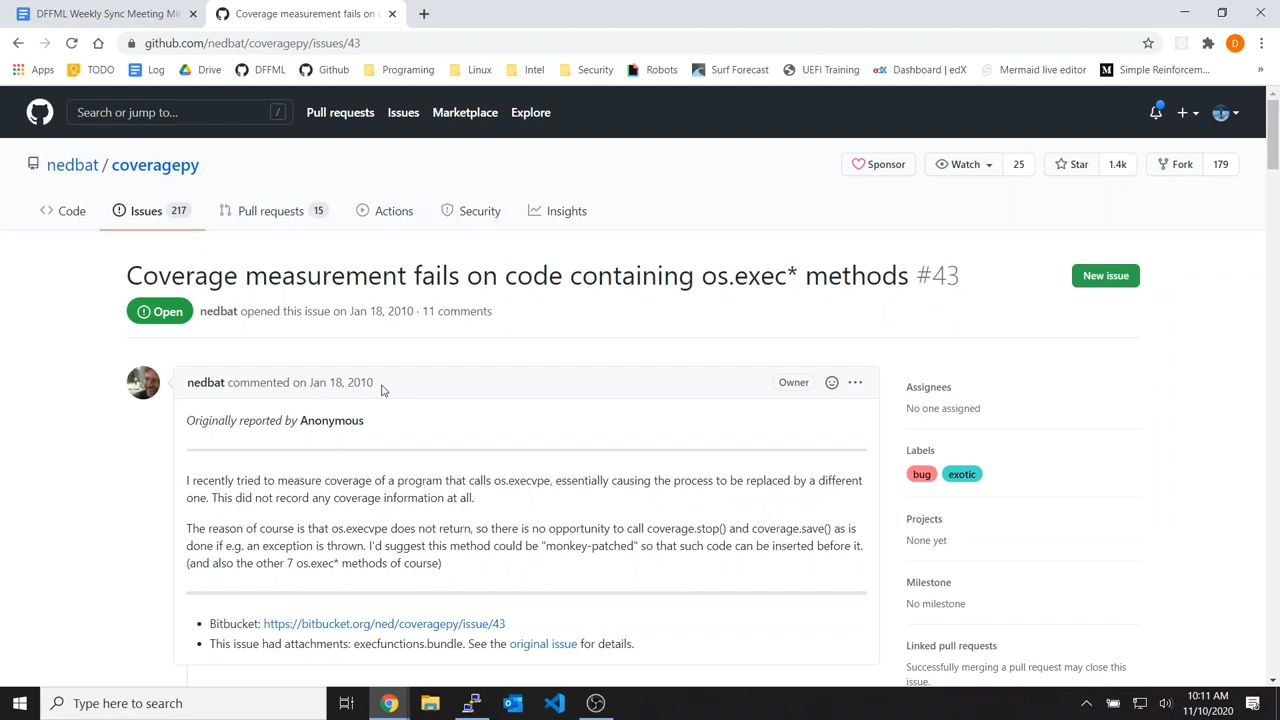 DFFML Weekly Sync Meeting Mi
Coverage measurement fails on c
github.com/nedbat/coveragepy/issues/43
D
Apps
TODO
Log
Drive
DFFML
Github
Programing
Linux
Intel
Security
Robots
Surf Forecast
UEFI Training
edX
Dashboard | edX
Mermaid live editor
M
Simple Reinforcem...
»
Search or jump to...
/
Pull requests
Issues
Marketplace
Explore
nedbat / coveragepy
Sponsor
Watch
25
Star
1.4k
Fork
179
Code
Issues 217
Pull requests 15
Actions
Security
Insights
Coverage measurement fails on code containing os.exec* methods #43
New issue
Open
nedbat opened this issue on Jan 18, 2010 · 11 comments
nedbat commented on Jan 18, 2010
Owner
Originally reported by Anonymous
I recently tried to measure coverage of a program that calls os.execvpe, essentially causing the process to be replaced by a different
one. This did not record any coverage information at all.
The reason of course is that os.execvpe does not return, so there is no opportunity to call coverage.stop() and coverage.save() as is
done if e.g. an exception is thrown. I'd suggest this method could be "monkey-patched" so that such code can be inserted before it.
(and also the other 7 os.exec* methods of course)
• Bitbucket: https://bitbucket.org/ned/coveragepy/issue/43
• This issue had attachments: execfunctions.bundle. See the original issue for details.
Assignees
No one assigned
Labels
bug
exotic
Projects
None yet
Milestone
No milestone
Linked pull requests
Successfully merging a pull request may close this
issue.
Type here to search
10:11 AM
11/10/2020